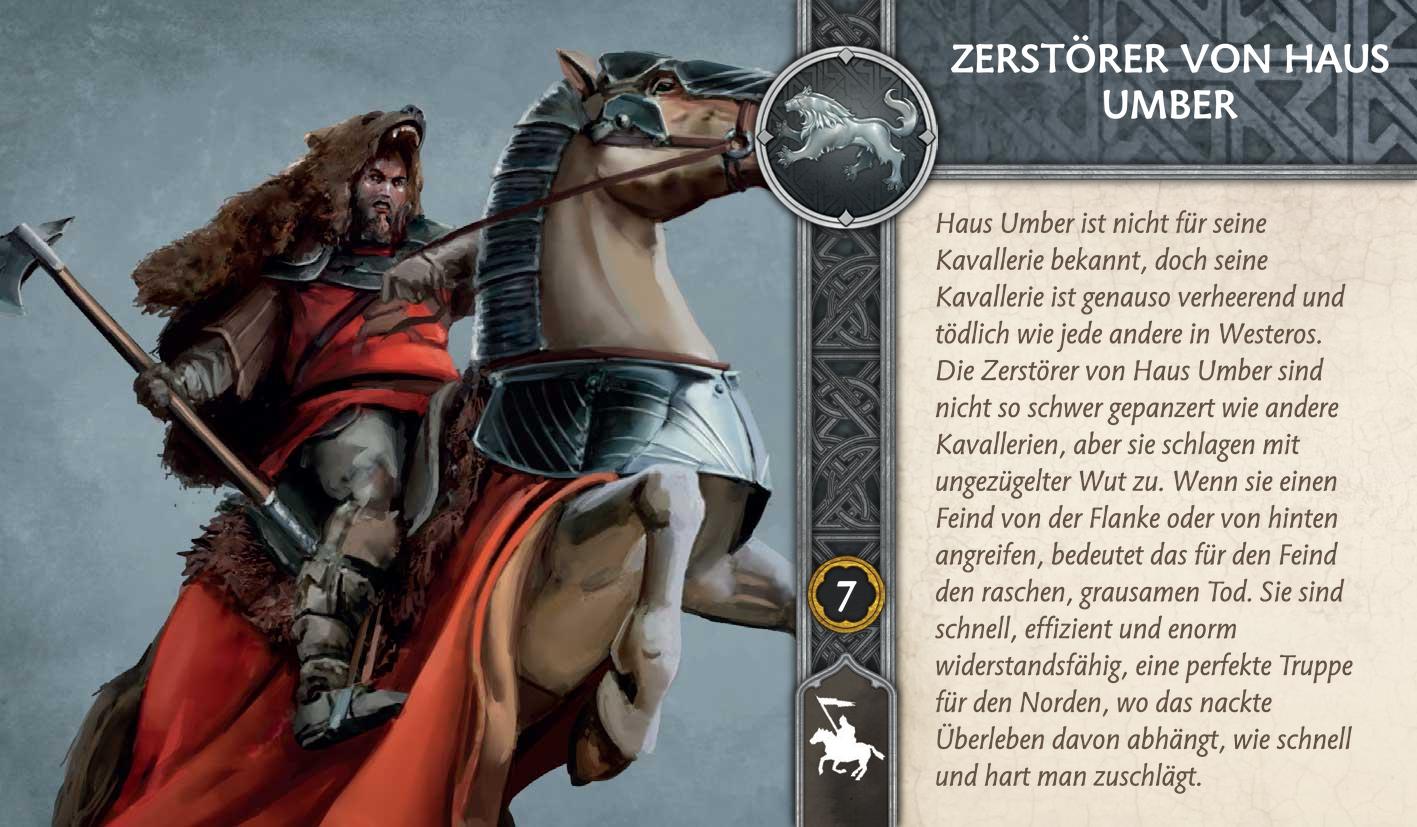 ZERSTÖRER VON HAUS
UMBER
Haus Umber ist nicht für seine
Kavallerie bekannt, doch seine
Kavallerie ist genauso verheerend und
tödlich wie jede andere in Westeros.
Die Zerstörer von Haus Umber sind
nicht so schwer gepanzert wie andere
Kavallerien, aber sie schlagen mit
ungezügelter Wut zu. Wenn sie einen
Feind von der Flanke oder von hinten
angreifen, bedeutet das für den Feind
den raschen, grausamen Tod. Sie sind
schnell, effizient und enorm
widerstandsfähig, eine perfekte Truppe
für den Norden, wo das nackte
Überleben davon abhängt, wie schnell
und hart man zuschlägt.
7